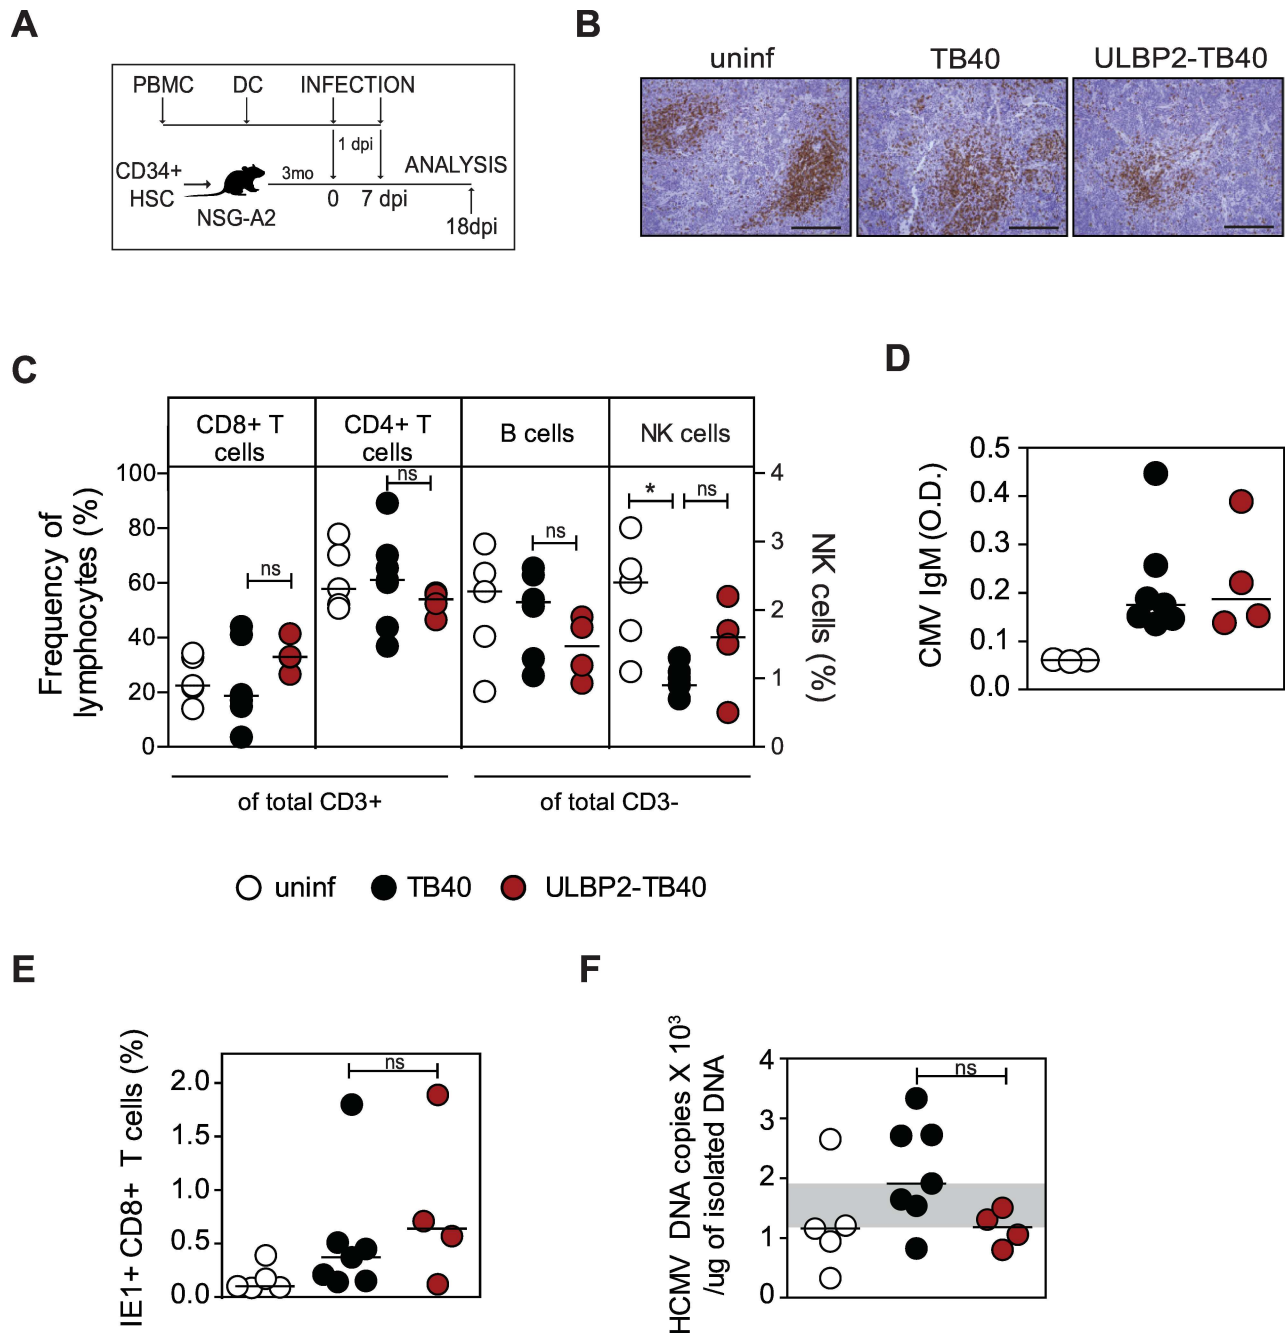 A
PBMC DC INFECTION
1 dpi
ANALYSIS
CD34+
HSC
3mo
NSG-A2
0 7 dpi
18dpi
B
uninf TB40 ULBP2-TB40
C
CD8+ T
cells
CD4+ T
cells
B cells
NK cells
Frequency of
lymphocytes (%)
100
80
60
40
20
0
ns
ns
ns
*
ns
4
3
2
1
0
NK cells
(%)
of total CD3+
of total CD3-
uninf TB40 ULBP2-TB40
D
CMV IgM (O.D.)
0.5
0.4
0.3
0.2
0.1
0.0
E
IE1+ CD8+ T cells (%)
2.0
1.5
1.0
0.5
0.0
ns
F
HCMV DNA copies X 10³
/ug of isolated DNA
4
3
2
1
0
ns